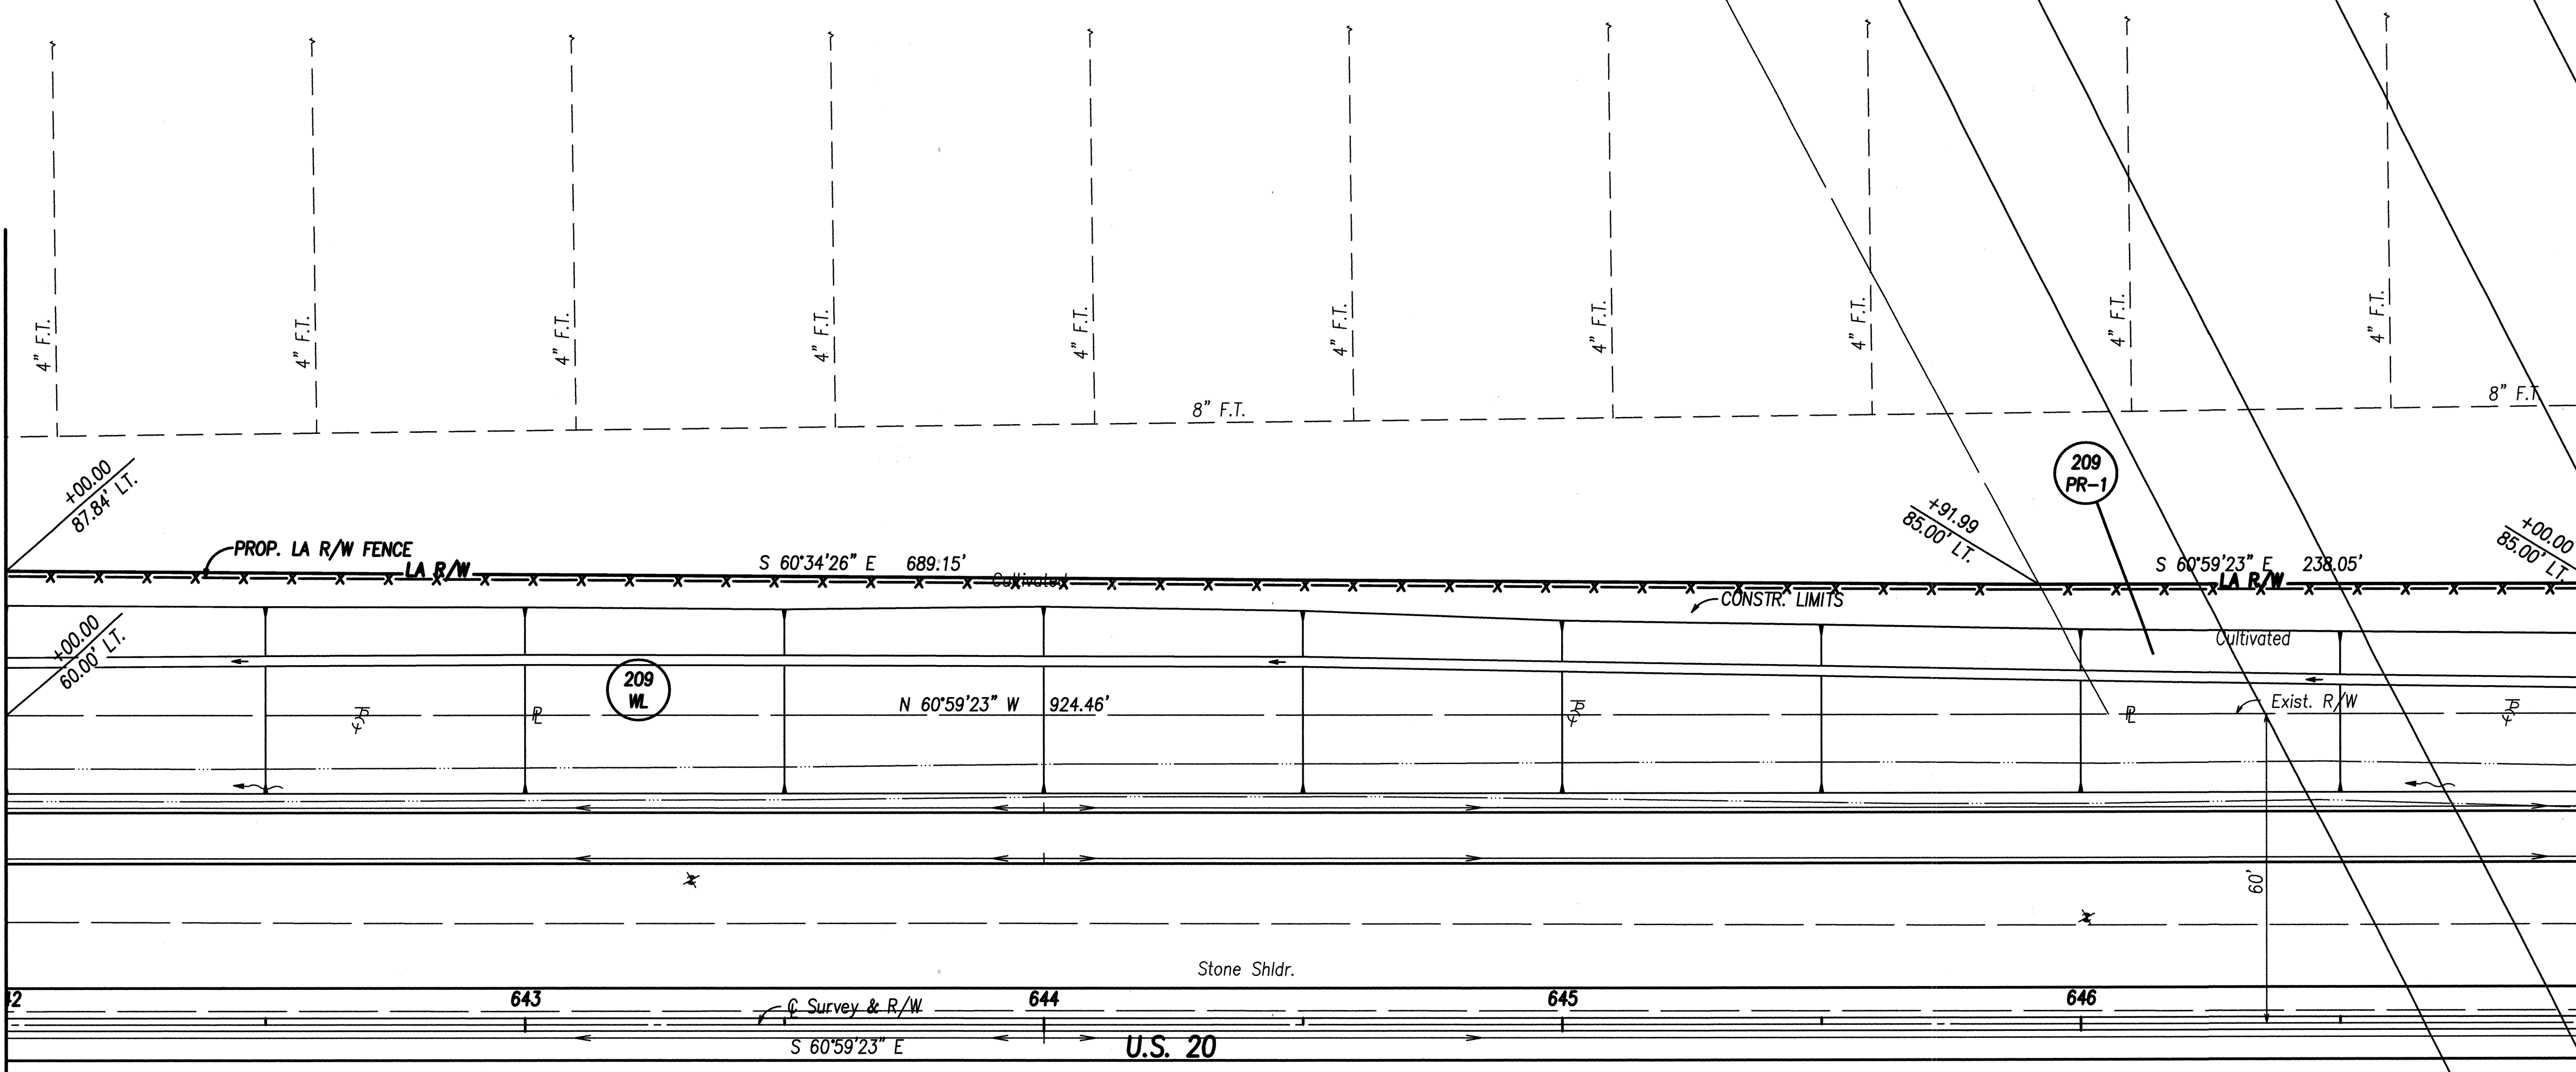 4" F.T.
4" F.T.
4" F.T.
4" F.T.
4" F.T.
4" F.T.
4" F.T.
4" F.T.
4" F.T.
4" F.T.
8" F.T.
8" F.T.
+00.00
87.84' LT.
209
PR-1
+91.99
85.00' LT.
+00.00
85.00' LT.
PROP. LA R/W FENCE
LA R/W
S 60°34'26" E 689.15'
Cultivated
S 60°59'23" E 238.05'
LA R/W
CONSTR. LIMITS
+00.00
60.00' LT.
Cultivated
209
WL
N 60°59'23" W 924.46'
Exist. R/W
60'
Stone Shldr.
643
644
645
646
℄ Survey & R/W
S 60°59'23" E
U.S. 20